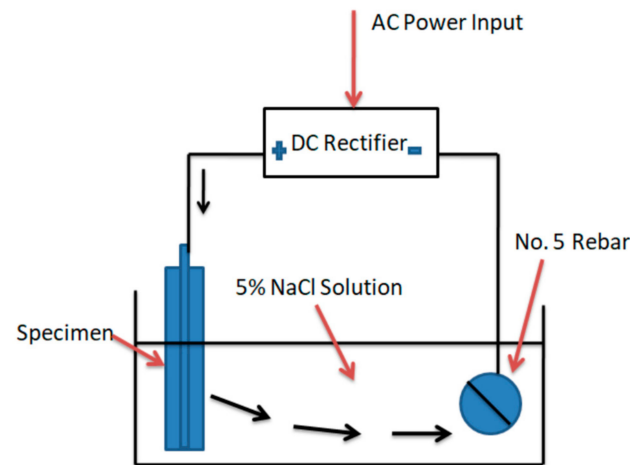 AC Power Input
+ DC Rectifier -
No. 5 Rebar
5% NaCl Solution
Specimen